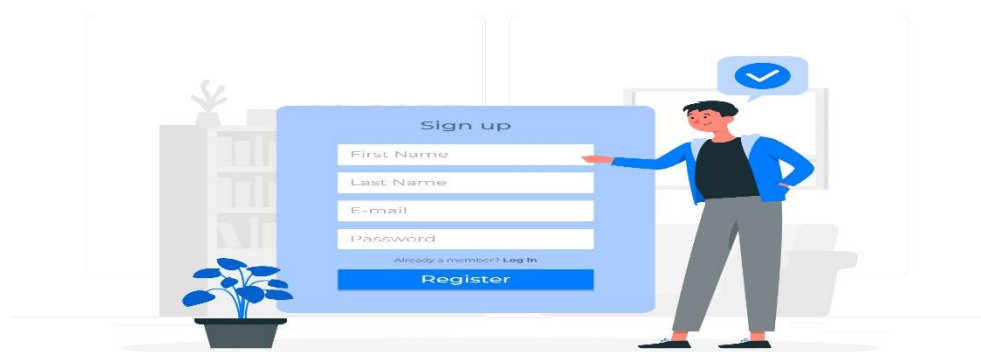 Sign up
First Name
Last Name
E-mail
Password
Already a member? Log In
Register